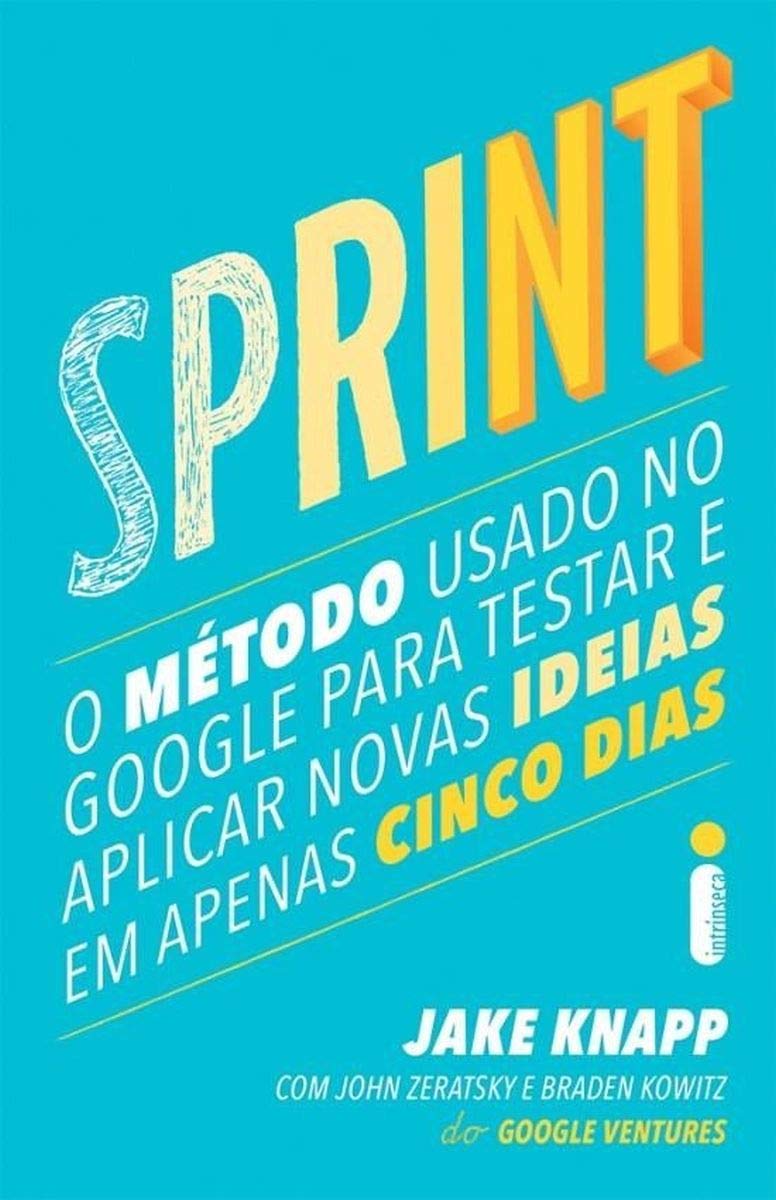 SPRINT
O MÉTODO USADO NO
GOOGLE PARA TESTAR E
APLICAR NOVAS IDEIAS
EM APENAS CINCO DIAS
intrínseca
JAKE KNAPP
COM JOHN ZERATSKY E BRADEN KOWITZ
do GOOGLE VENTURES